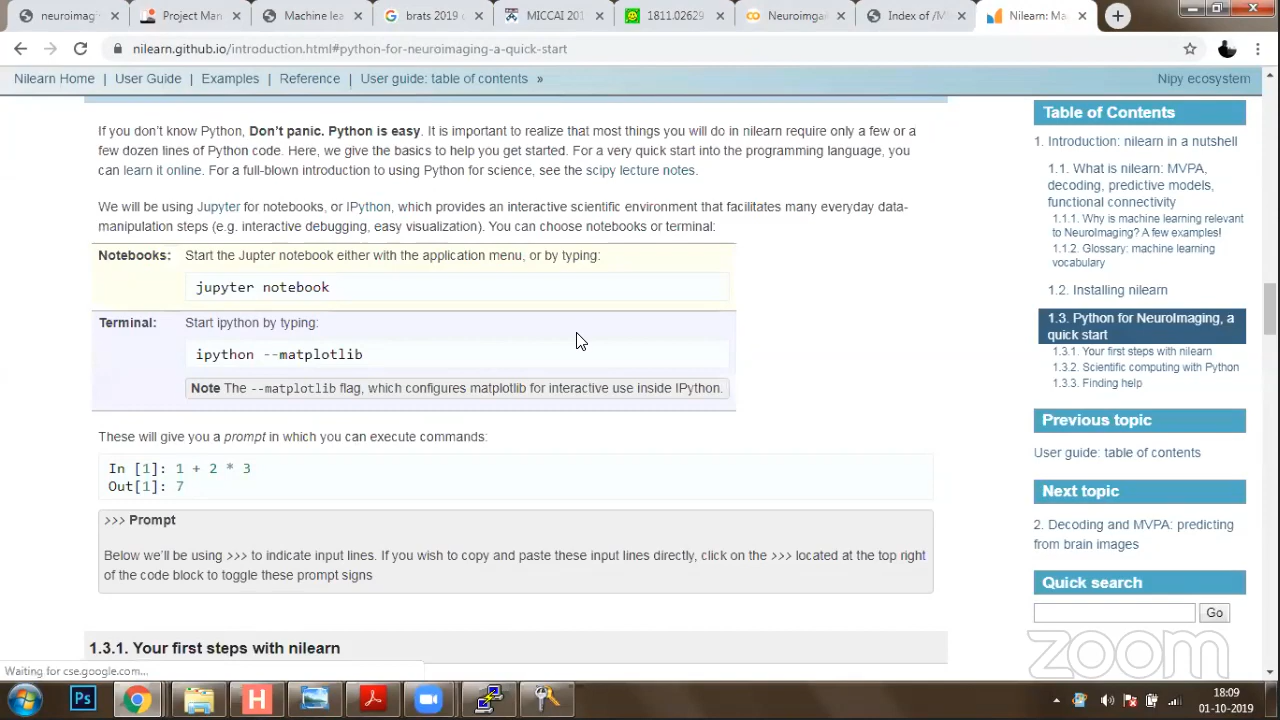 neuroimag
Project Man
Machine lea
brats 2019
MICCAI 201
1811.02629
Neuroimga
Index of /M
Nilearn: Ma
nilearn.github.io/introduction.html#python-for-neuroimaging-a-quick-start
Nilearn Home | User Guide | Examples | Reference | User guide: table of contents »
Nipy ecosystem
If you don't know Python, Don't panic. Python is easy. It is important to realize that most things you will do in nilearn require only a few or a
few dozen lines of Python code. Here, we give the basics to help you get started. For a very quick start into the programming language, you
can learn it online. For a full-blown introduction to using Python for science, see the scipy lecture notes.
We will be using Jupyter for notebooks, or IPython, which provides an interactive scientific environment that facilitates many everyday data-
manipulation steps (e.g. interactive debugging, easy visualization). You can choose notebooks or terminal:
Notebooks: Start the Jupter notebook either with the application menu, or by typing:
jupyter notebook
Terminal: Start ipython by typing:
ipython --matplotlib
Note The --matplotlib flag, which configures matplotlib for interactive use inside IPython.
These will give you a prompt in which you can execute commands:
In [1]: 1 + 2 * 3
Out[1]: 7
>>> Prompt
Below we'll be using >>> to indicate input lines. If you wish to copy and paste these input lines directly, click on the >>> located at the top right
of the code block to toggle these prompt signs
1.3.1. Your first steps with nilearn
Table of Contents
1. Introduction: nilearn in a nutshell
1.1. What is nilearn: MVPA,
decoding, predictive models,
functional connectivity
1.1.1. Why is machine learning relevant
to NeuroImaging? A few examples!
1.1.2. Glossary: machine learning
vocabulary
1.2. Installing nilearn
1.3. Python for NeuroImaging, a
quick start
1.3.1. Your first steps with nilearn
1.3.2. Scientific computing with Python
1.3.3. Finding help
Previous topic
User guide: table of contents
Next topic
2. Decoding and MVPA: predicting
from brain images
Quick search
Go
zoom
Waiting for cse.google.com...
Ps
H
18:09
01-10-2019